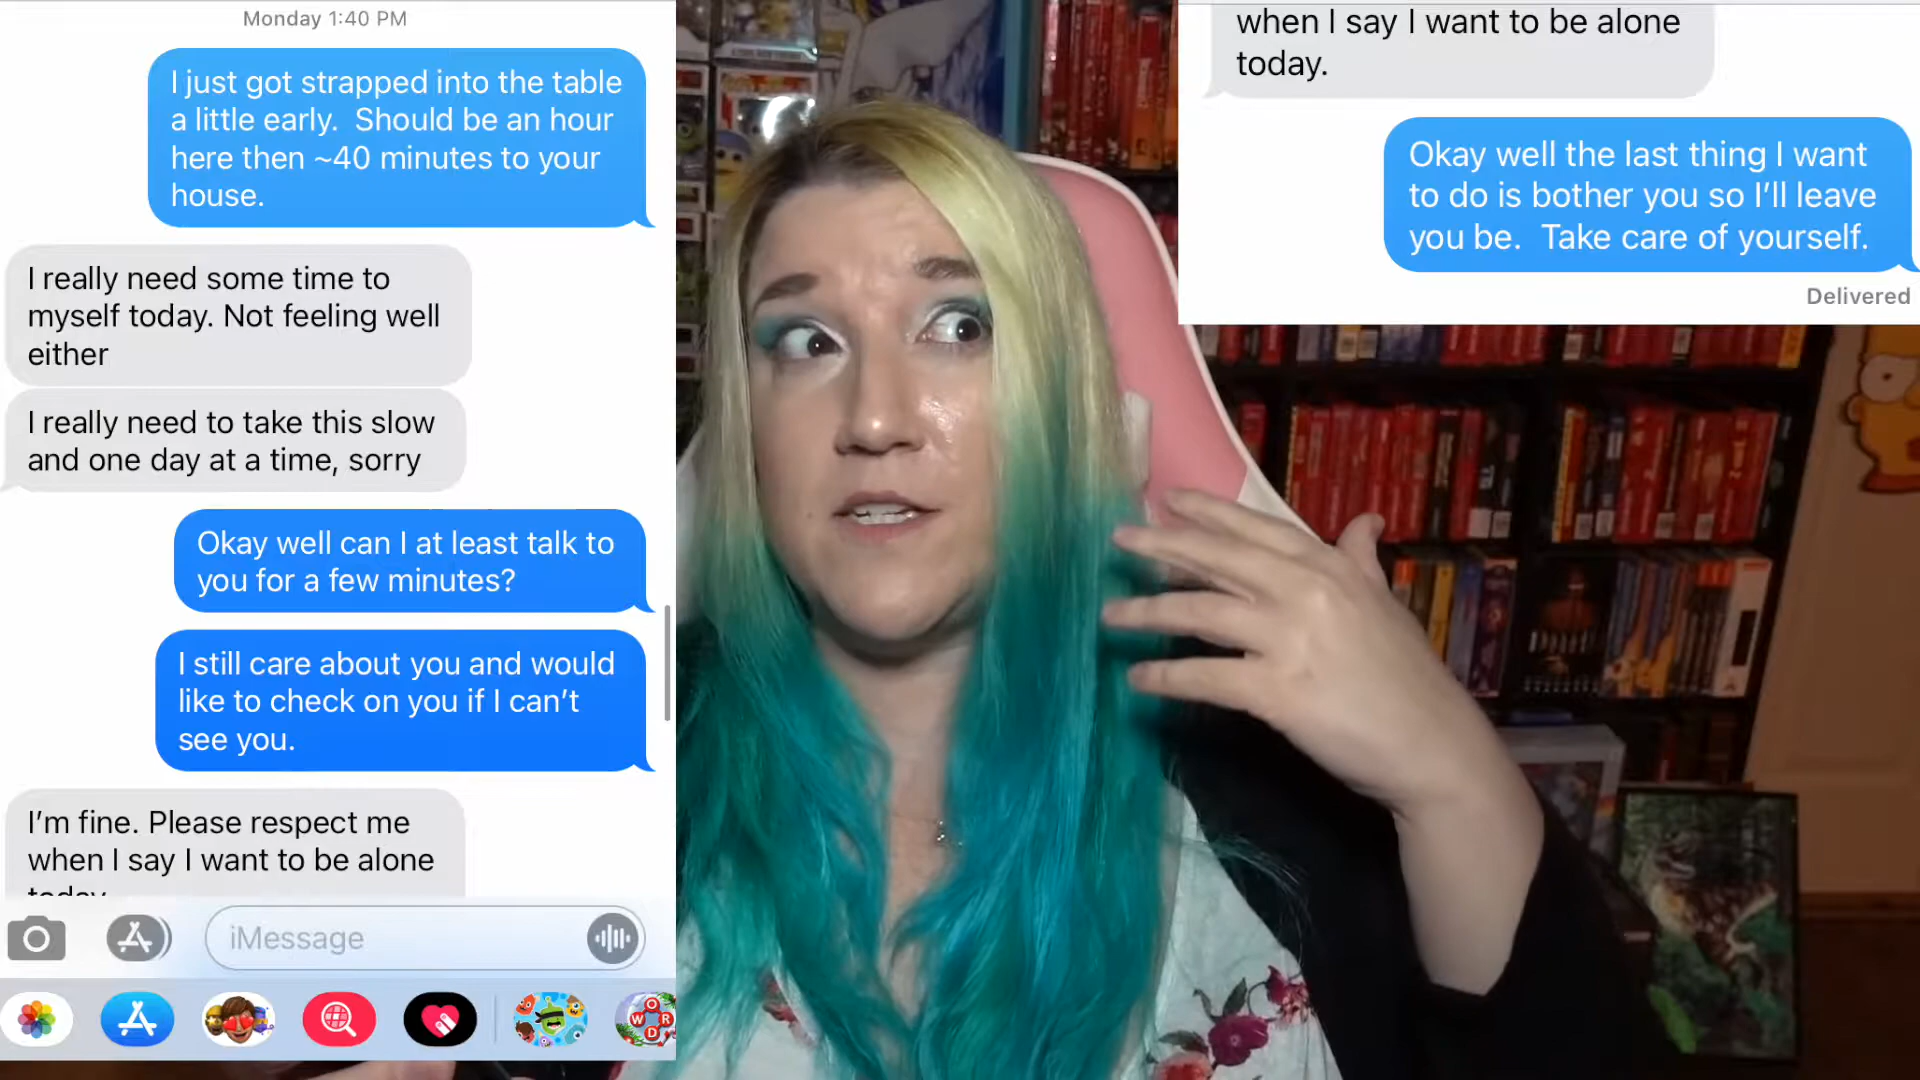 Monday 1:40 PM
I just got strapped into the table
a little early.  Should be an hour
here then ~40 minutes to your
house.
I really need some time to
myself today. Not feeling well
either
I really need to take this slow
and one day at a time, sorry
Okay well can I at least talk to
you for a few minutes?
I still care about you and would
like to check on you if I can't
see you.
I'm fine. Please respect me
when I say I want to be alone
today
iMessage
W O R D
when I say I want to be alone
today.
Okay well the last thing I want
to do is bother you so I'll leave
you be.  Take care of yourself.
Delivered